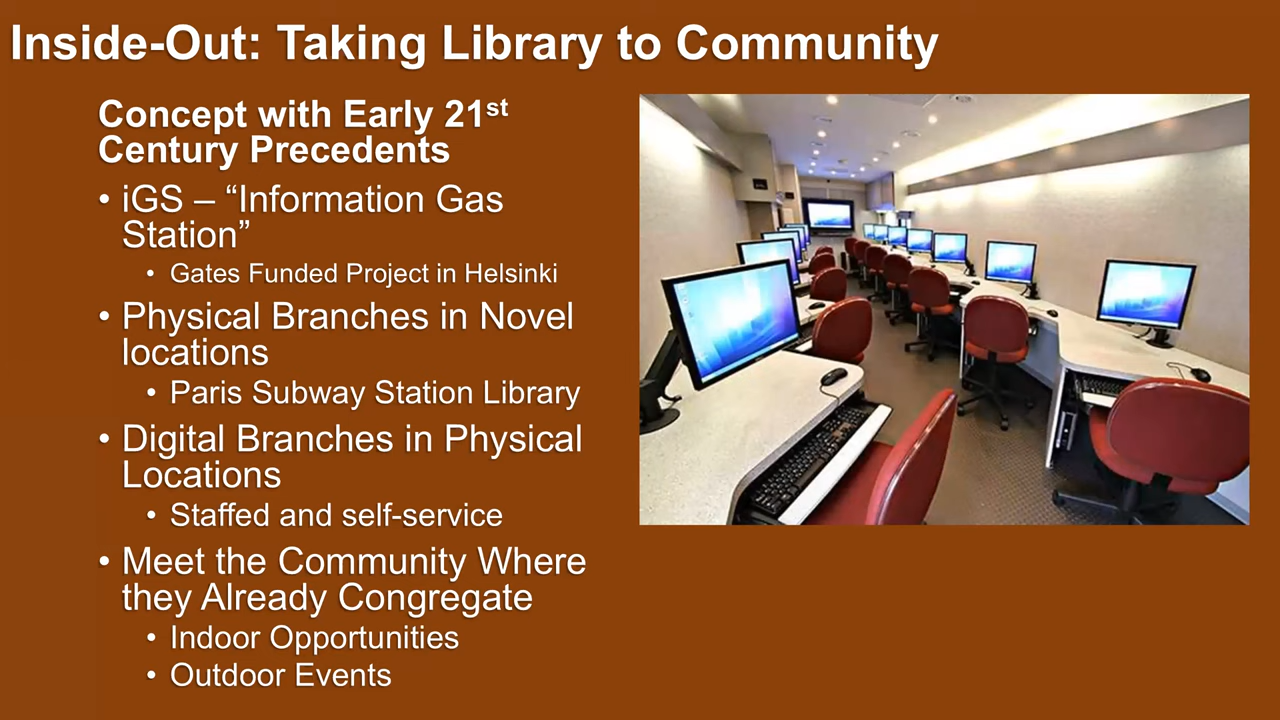 Inside-Out: Taking Library to Community
Concept with Early 21st
Century Precedents
• iGS – “Information Gas
Station”
• Gates Funded Project in Helsinki
• Physical Branches in Novel
locations
• Paris Subway Station Library
• Digital Branches in Physical
Locations
• Staffed and self-service
• Meet the Community Where
they Already Congregate
• Indoor Opportunities
• Outdoor Events